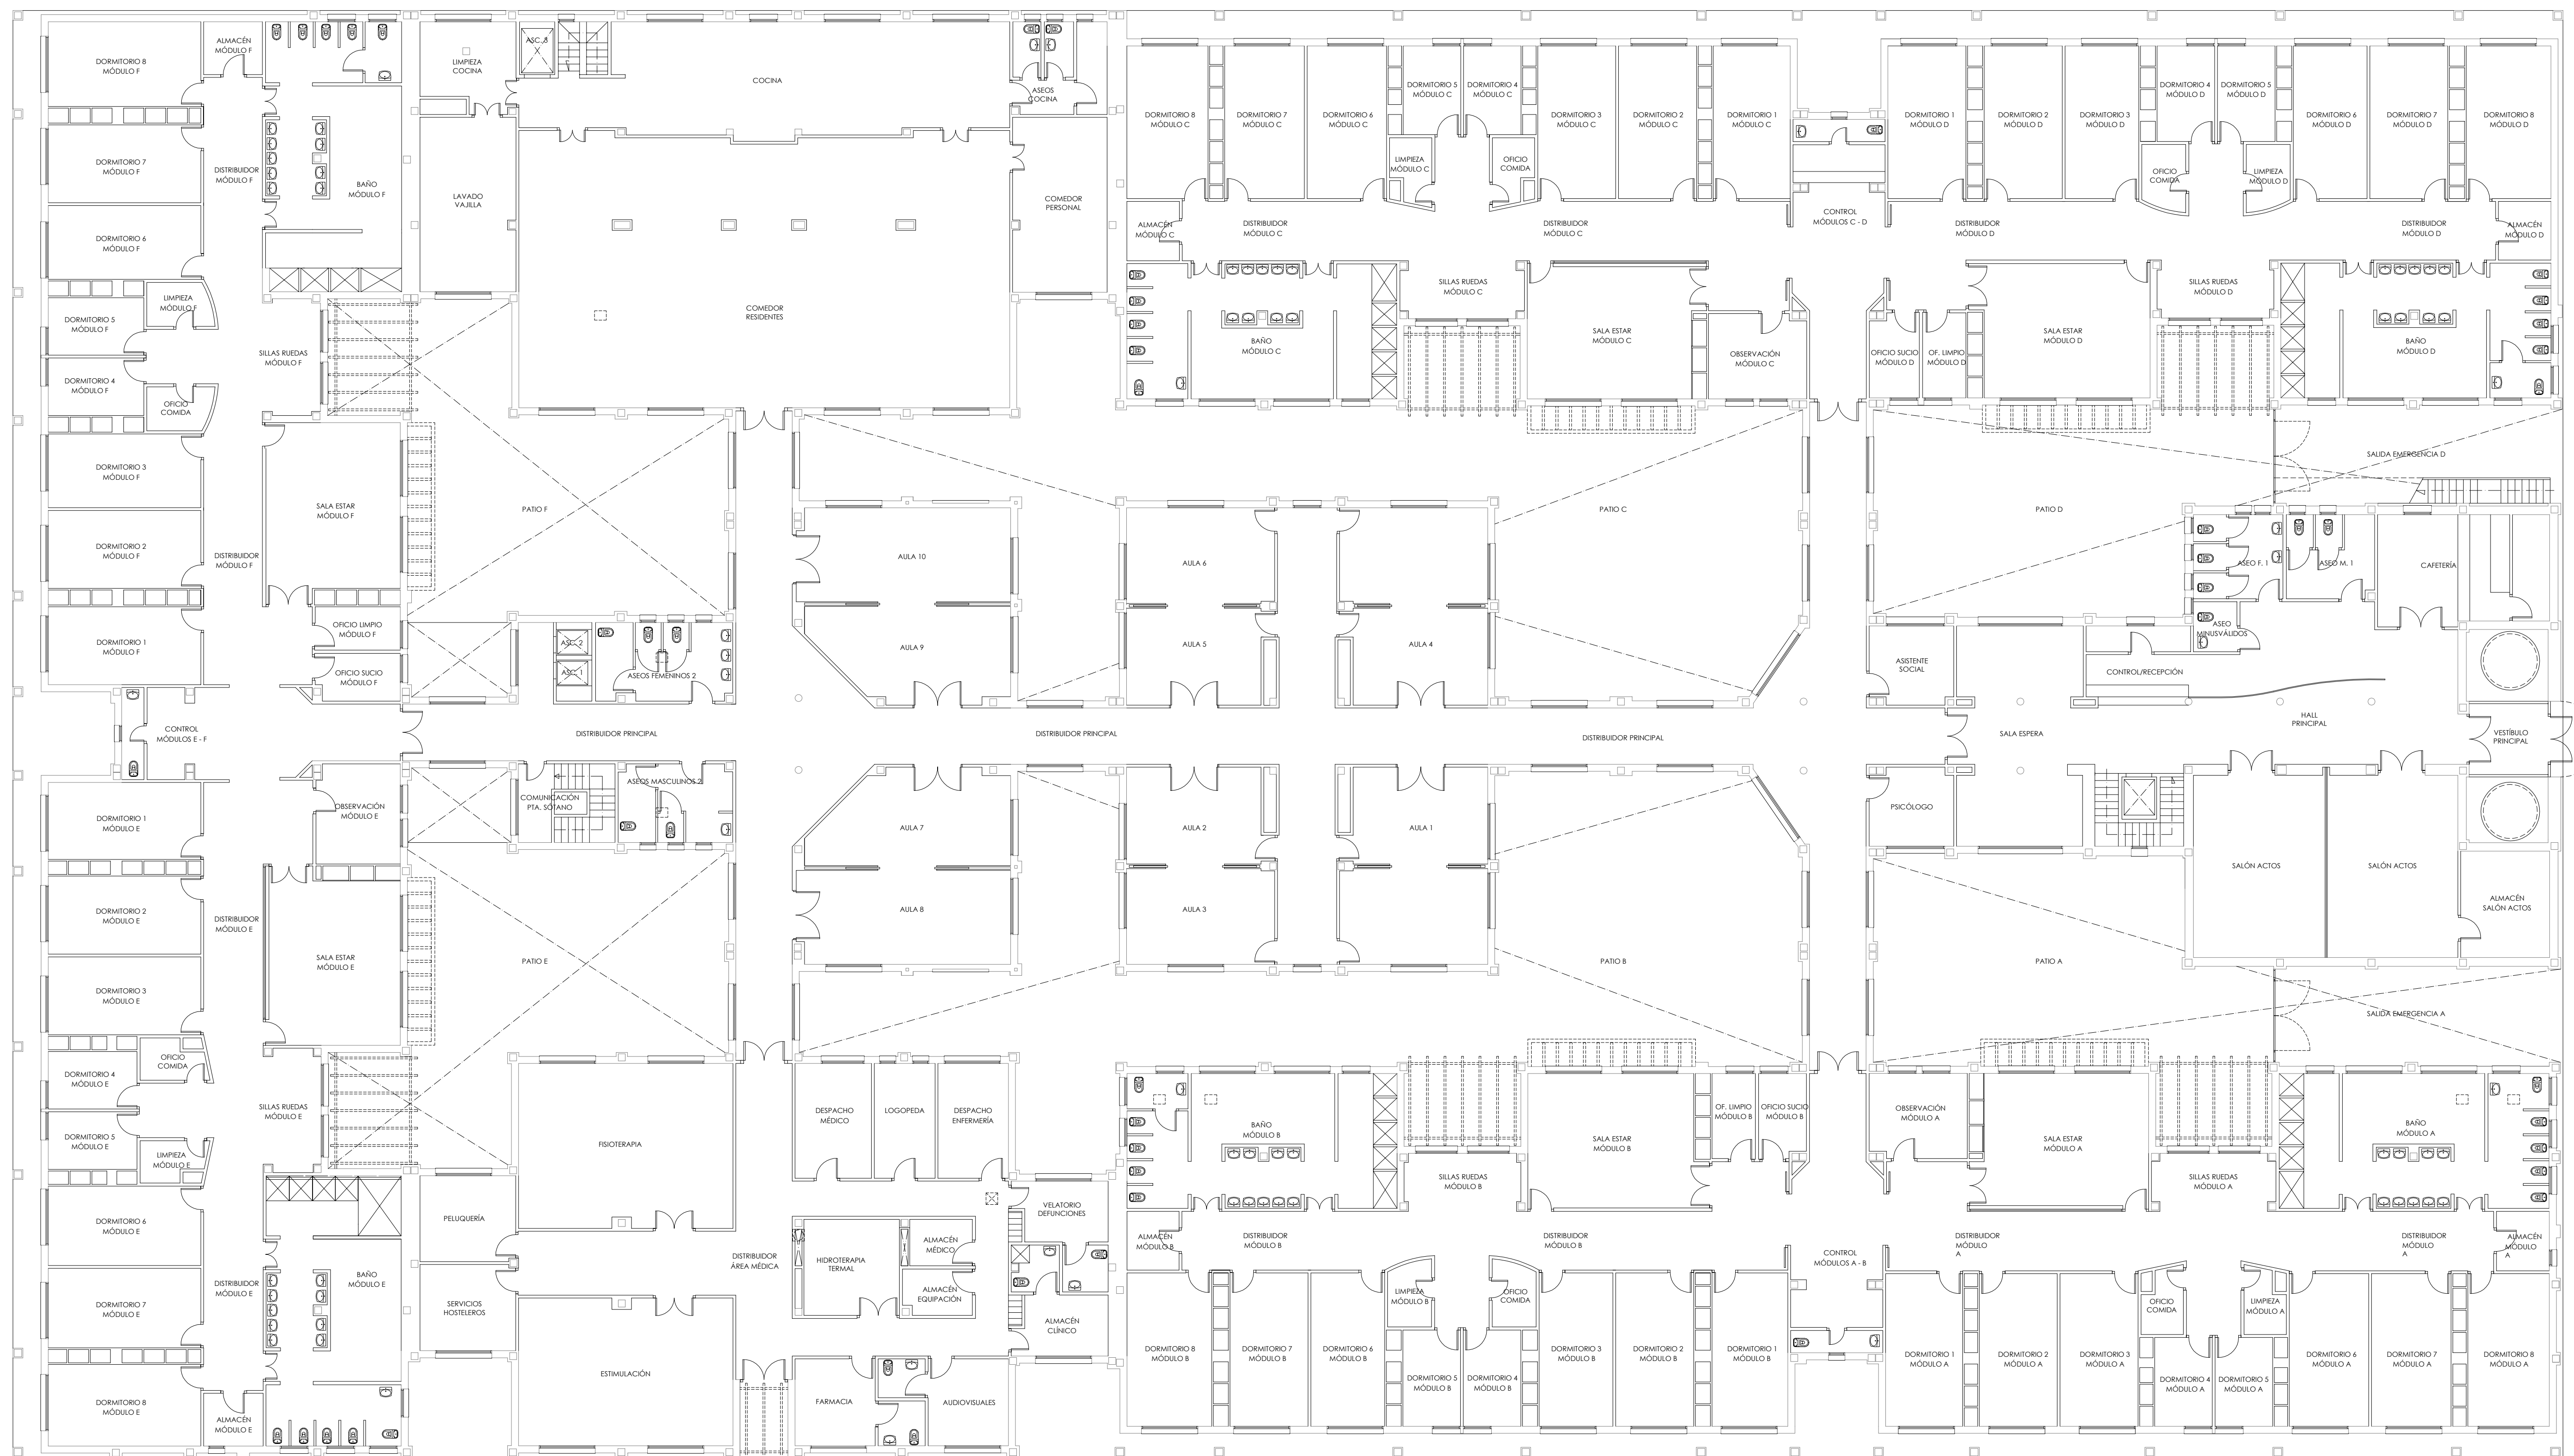 DORMITORIO 8
MÓDULO F
ALMACÉN
MÓDULO F
DORMITORIO 7
MÓDULO F
DISTRIBUIDOR
MÓDULO F
BAÑO
MÓDULO F
DORMITORIO 6
MÓDULO F
LIMPIEZA
MÓDULO F
DORMITORIO 5
MÓDULO F
SILLAS RUEDAS
MÓDULO F
DORMITORIO 4
MÓDULO F
OFICIO
COMIDA
DORMITORIO 3
MÓDULO F
SALA ESTAR
MÓDULO F
DORMITORIO 2
MÓDULO F
DISTRIBUIDOR
MÓDULO F
DORMITORIO 1
MÓDULO F
OFICIO LIMPIO
MÓDULO F
OFICIO SUCIO
MÓDULO F
CONTROL
MÓDULOS E - F
LIMPIEZA
COCINA
ASC. 3
COCINA
ASEOS
COCINA
LAVADO
VAJILLA
COMEDOR
PERSONAL
COMEDOR
RESIDENTES
PATIO F
ASC. 2
ASC. 1
ASEOS FEMENINOS 2
AULA 10
AULA 9
AULA 6
AULA 5
AULA 4
PATIO C
DORMITORIO 8
MÓDULO C
DORMITORIO 7
MÓDULO C
DORMITORIO 6
MÓDULO C
DORMITORIO 5
MÓDULO C
DORMITORIO 4
MÓDULO C
DORMITORIO 3
MÓDULO C
DORMITORIO 2
MÓDULO C
DORMITORIO 1
MÓDULO C
LIMPIEZA
MÓDULO C
OFICIO
COMIDA
ALMACÉN
MÓDULO C
DISTRIBUIDOR
MÓDULO C
DISTRIBUIDOR
MÓDULO C
CONTROL
MÓDULOS C - D
SILLAS RUEDAS
MÓDULO C
BAÑO
MÓDULO C
SALA ESTAR
MÓDULO C
OBSERVACIÓN
MÓDULO C
DORMITORIO 1
MÓDULO D
DORMITORIO 2
MÓDULO D
DORMITORIO 3
MÓDULO D
DORMITORIO 4
MÓDULO D
DORMITORIO 5
MÓDULO D
DORMITORIO 6
MÓDULO D
DORMITORIO 7
MÓDULO D
DORMITORIO 8
MÓDULO D
OFICIO
COMIDA
LIMPIEZA
MÓDULO D
DISTRIBUIDOR
MÓDULO D
DISTRIBUIDOR
MÓDULO D
ALMACÉN
MÓDULO D
SILLAS RUEDAS
MÓDULO D
OFICIO SUCIO
MÓDULO D
OF. LIMPIO
MÓDULO D
SALA ESTAR
MÓDULO D
BAÑO
MÓDULO D
SALIDA EMERGENCIA D
PATIO D
ASEO F. 1
ASEO M. 1
CAFETERÍA
ASEO
MINUSVÁLIDOS
ASISTENTE
SOCIAL
CONTROL/RECEPCIÓN
HALL
PRINCIPAL
DISTRIBUIDOR PRINCIPAL
DISTRIBUIDOR PRINCIPAL
DISTRIBUIDOR PRINCIPAL
SALA ESPERA
VESTÍBULO
PRINCIPAL
DORMITORIO 1
MÓDULO E
OBSERVACIÓN
MÓDULO E
DORMITORIO 2
MÓDULO E
DISTRIBUIDOR
MÓDULO E
SALA ESTAR
MÓDULO E
DORMITORIO 3
MÓDULO E
OFICIO
COMIDA
DORMITORIO 4
MÓDULO E
SILLAS RUEDAS
MÓDULO E
DORMITORIO 5
MÓDULO E
LIMPIEZA
MÓDULO E
DORMITORIO 6
MÓDULO E
DORMITORIO 7
MÓDULO E
DISTRIBUIDOR
MÓDULO E
BAÑO
MÓDULO E
DORMITORIO 8
MÓDULO E
ALMACÉN
MÓDULO E
COMUNICACIÓN
PTA. SÓTANO
ASEOS MASCULINOS 2
PATIO E
AULA 7
AULA 8
AULA 2
AULA 3
AULA 1
PATIO B
FISIOTERAPIA
PELUQUERÍA
SERVICIOS
HOSTELEROS
ESTIMULACIÓN
DISTRIBUIDOR
ÁREA MÉDICA
DESPACHO
MÉDICO
LOGOPEDA
DESPACHO
ENFERMERÍA
VELATORIO
DEFUNCIONES
HIDROTERAPIA
TERMAL
ALMACÉN
MÉDICO
ALMACÉN
EQUIPACIÓN
ALMACÉN
CLÍNICO
FARMACIA
AUDIOVISUALES
BAÑO
MÓDULO B
SILLAS RUEDAS
MÓDULO B
SALA ESTAR
MÓDULO B
OF. LIMPIO
MÓDULO B
OFICIO SUCIO
MÓDULO B
ALMACÉN
MÓDULO B
DISTRIBUIDOR
MÓDULO B
DISTRIBUIDOR
MÓDULO B
CONTROL
MÓDULOS A - B
LIMPIEZA
MÓDULO B
OFICIO
COMIDA
DORMITORIO 8
MÓDULO B
DORMITORIO 7
MÓDULO B
DORMITORIO 6
MÓDULO B
DORMITORIO 5
MÓDULO B
DORMITORIO 4
MÓDULO B
DORMITORIO 3
MÓDULO B
DORMITORIO 2
MÓDULO B
DORMITORIO 1
MÓDULO B
PSICÓLOGO
SALÓN ACTOS
SALÓN ACTOS
ALMACÉN
SALÓN ACTOS
PATIO A
SALIDA EMERGENCIA A
OBSERVACIÓN
MÓDULO A
SALA ESTAR
MÓDULO A
SILLAS RUEDAS
MÓDULO A
BAÑO
MÓDULO A
DISTRIBUIDOR
MÓDULO
A
DISTRIBUIDOR
MÓDULO
A
ALMACÉN
MÓDULO
A
OFICIO
COMIDA
LIMPIEZA
MÓDULO A
DORMITORIO 1
MÓDULO A
DORMITORIO 2
MÓDULO A
DORMITORIO 3
MÓDULO A
DORMITORIO 4
MÓDULO A
DORMITORIO 5
MÓDULO A
DORMITORIO 6
MÓDULO A
DORMITORIO 7
MÓDULO A
DORMITORIO 8
MÓDULO A